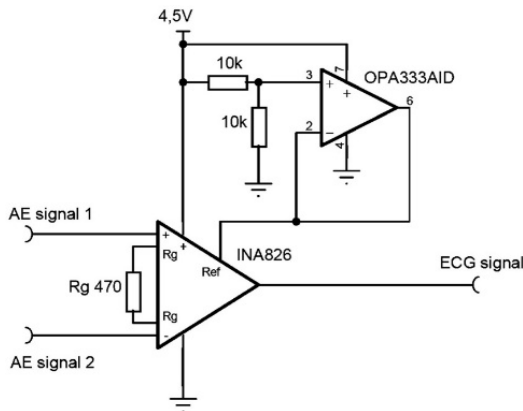 4,5V
10k
10k
3
+
7
+
OPA333AID
6
2
−
4
AE signal 1
+
+
Rg
Ref
INA826
ECG signal
Rg 470
Rg
-
AE signal 2